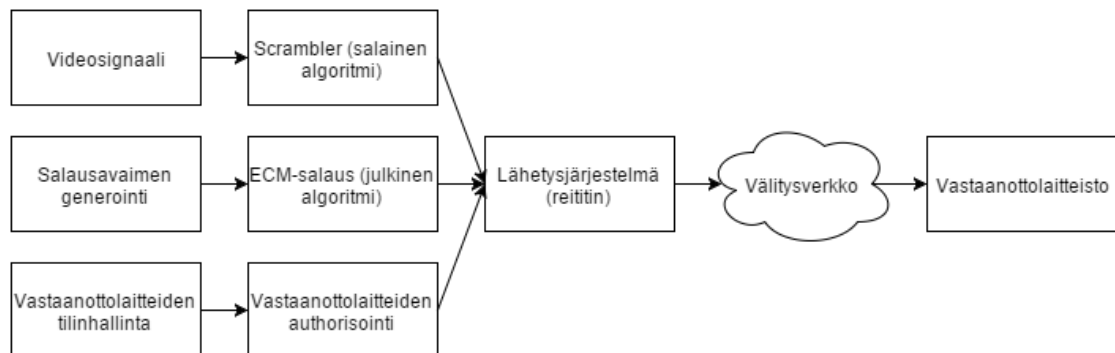 Videosignaali
Scrambler (salainen
algoritmi)
Salausavaimen
generointi
ECM-salaus (julkinen
algoritmi)
Lähetysjärjestelmä
(reititin)
Välitysverkko
Vastaanottolaitteisto
Vastaanottolaitteiden
tilinhallinta
Vastaanottolaitteiden
authorisointi